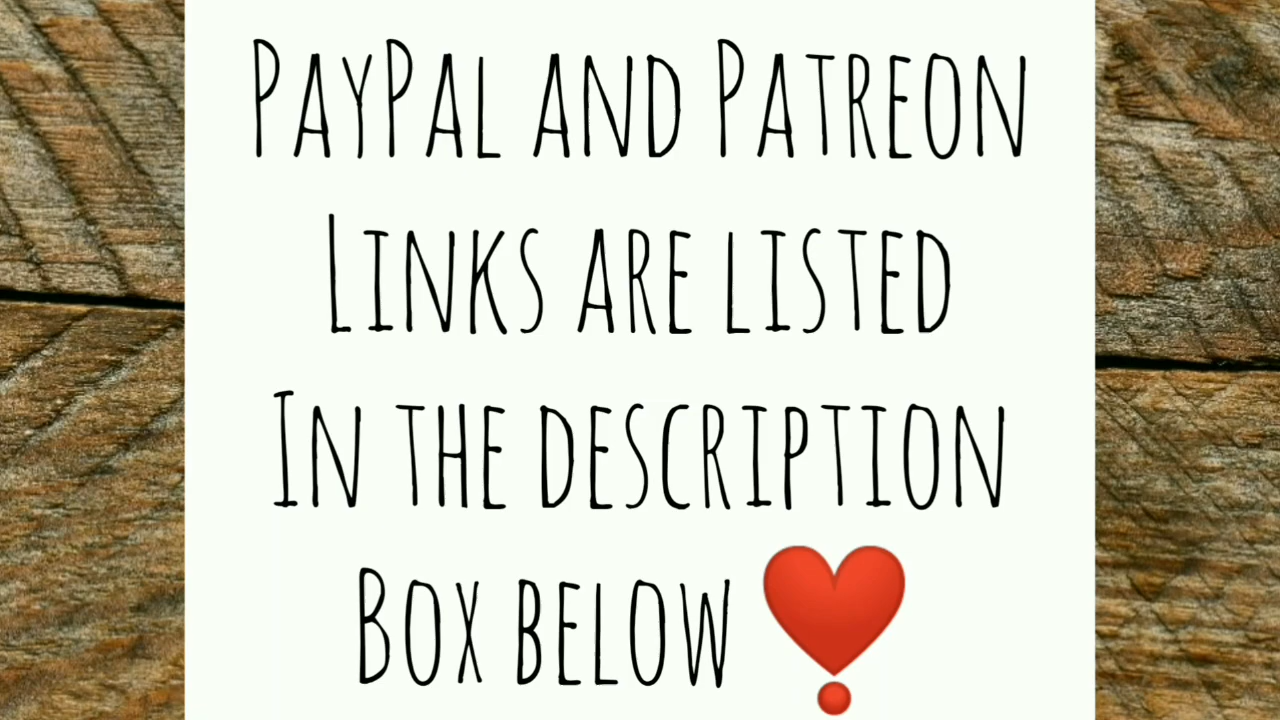 PayPal and Patreon
Links are listed
In the description
Box below ❣